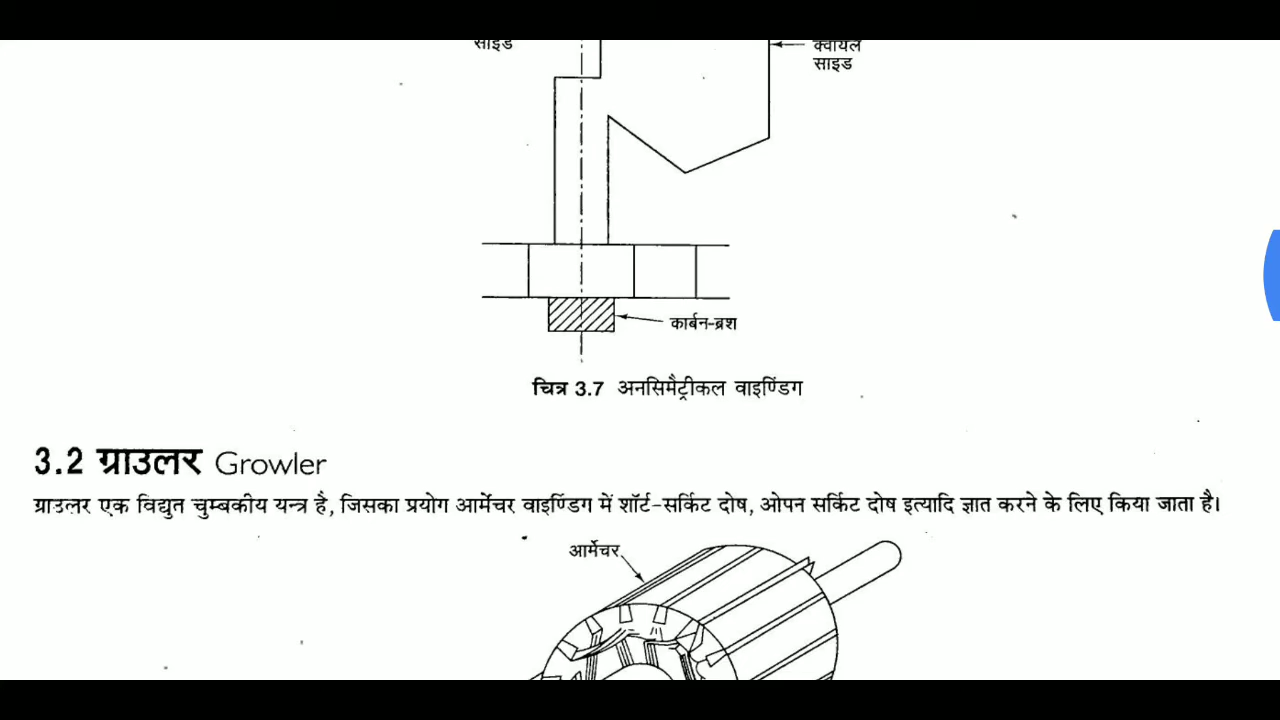 साइड
क्वायल
साइड
कार्बन-ब्रश
चित्र 3.7 अनसिमैट्रीकल वाइण्डिंग
3.2 ग्राउलर Growler
ग्राउलर एक विद्युत चुम्बकीय यन्त्र है, जिसका प्रयोग आर्मेचर वाइण्डिंग में शॉर्ट-सर्किट दोष, ओपन सर्किट दोष इत्यादि ज्ञात करने के लिए किया जाता है।
आर्मेचर